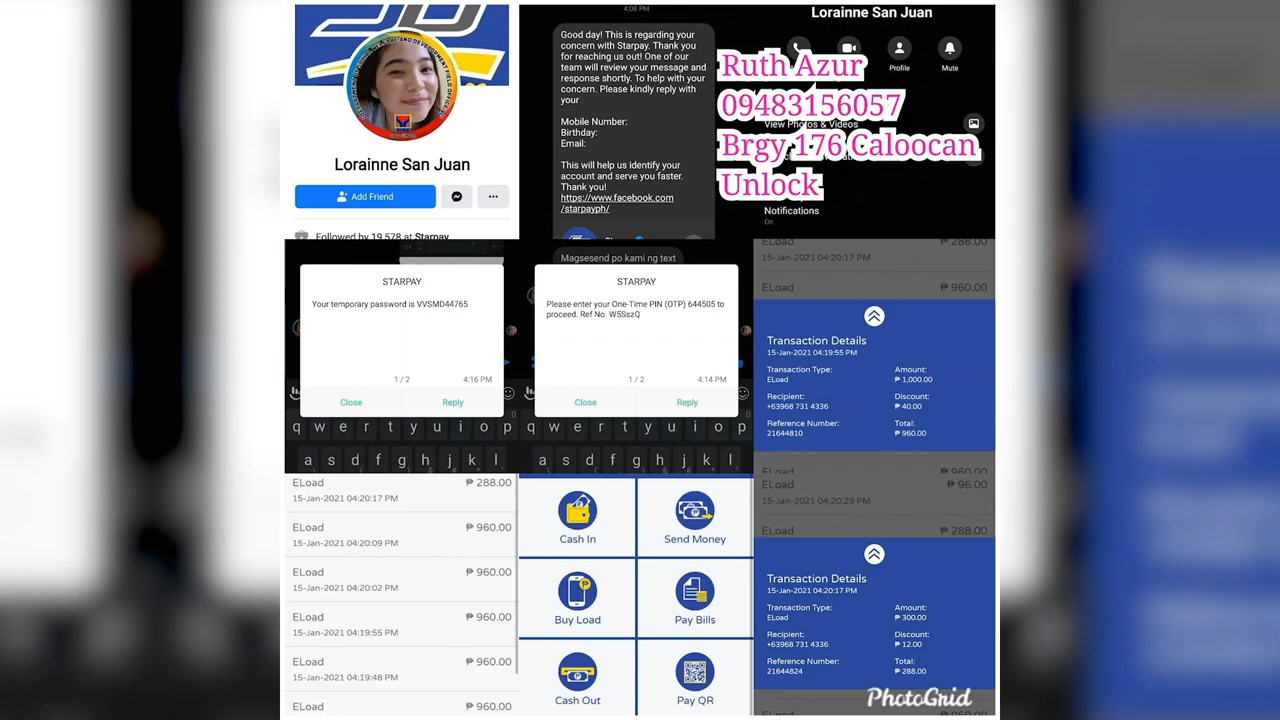 Lorainne San Juan
Add Friend
Followed by 19,578 at Starpay
4:08 PM
Good day! This is regarding your
concern with Starpay. Thank you
for reaching us out! One of our
team will review your message and
response shortly. To help with your
concern. Please kindly reply with
your
Mobile Number:
Birthday:
Email:
This will help us identify your
account and serve you faster.
Thank you!
https://www.facebook.com
/starpayph/
Lorainne San Juan
Profile
Mute
Ruth Azur
09483156057
View Photos & Videos
Brgy 176 Caloocan
Unlock
Notifications
On
STARPAY
Your temporary password is VVSMD44765
1 / 2
4:16 PM
Close
Reply
q w e r t y u i o p
a s d f g h j k l
Magsesend po kami ng text
STARPAY
Please enter your One-Time PIN (OTP) 644505 to
proceed. Ref No. W5SszQ
1 / 2
4:14 PM
Close
Reply
q w e r t y u i o p
a s d f g h j k l
ELoad
₱ 288.00
15-Jan-2021 04:20:17 PM
ELoad
₱ 960.00
Transaction Details
15-Jan-2021 04:19:55 PM
Transaction Type:
ELoad
Amount:
₱ 1,000.00
Recipient:
+63968 731 4336
Discount:
₱ 40.00
Reference Number:
21644810
Total:
₱ 960.00
ELoad
₱ 960.00
ELoad
₱ 288.00
15-Jan-2021 04:20:17 PM
ELoad
₱ 960.00
15-Jan-2021 04:20:09 PM
ELoad
₱ 960.00
15-Jan-2021 04:20:02 PM
ELoad
₱ 960.00
15-Jan-2021 04:19:55 PM
ELoad
₱ 960.00
15-Jan-2021 04:19:48 PM
ELoad
₱ 960.00
Cash In
Send Money
Buy Load
Pay Bills
Cash Out
Pay QR
ELoad
₱ 96.00
15-Jan-2021 04:20:29 PM
ELoad
₱ 288.00
Transaction Details
15-Jan-2021 04:20:17 PM
Transaction Type:
ELoad
Amount:
₱ 300.00
Recipient:
+63968 731 4336
Discount:
₱ 12.00
Reference Number:
21644824
Total:
₱ 288.00
PhotoGrid